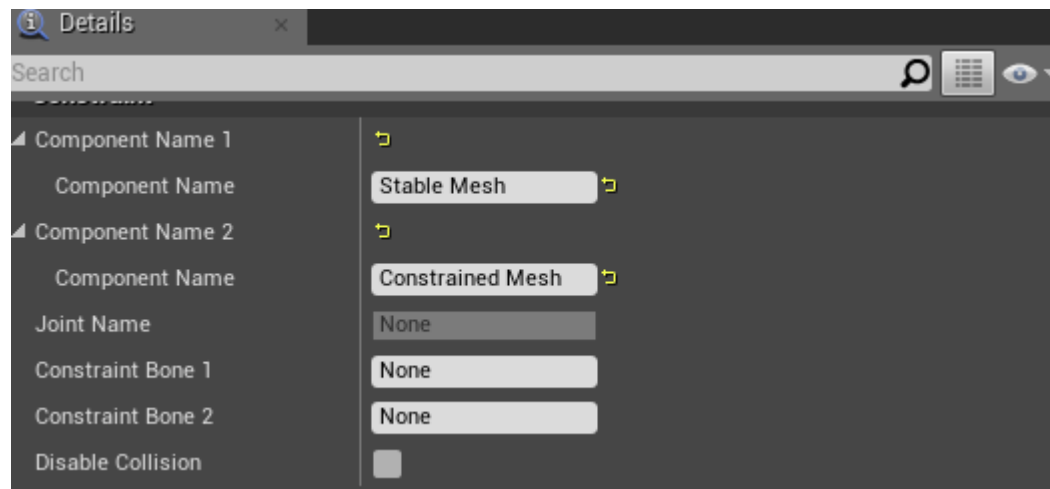 Details
Search
Component Name 1
Component Name
Stable Mesh
Component Name 2
Component Name
Constrained Mesh
Joint Name
None
Constraint Bone 1
None
Constraint Bone 2
None
Disable Collision